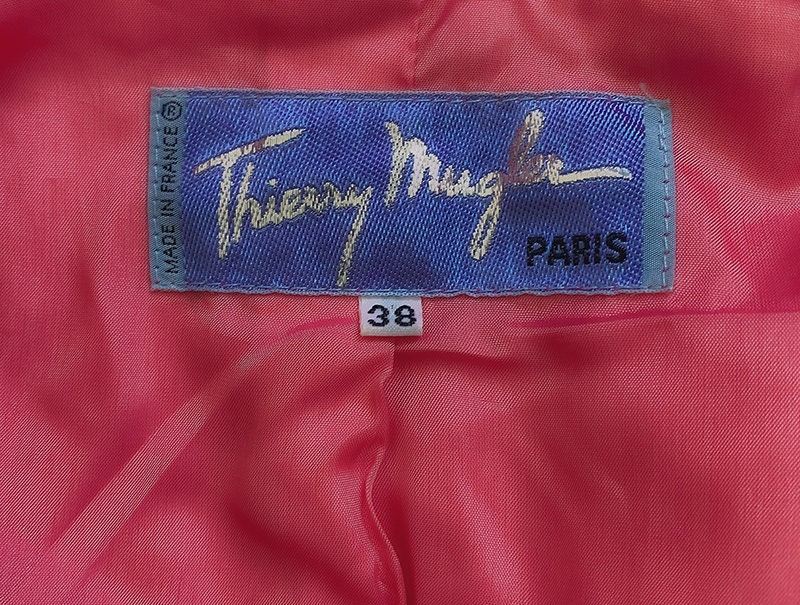 MADE IN FRANCE ®
Thierry Mugler
PARIS
38